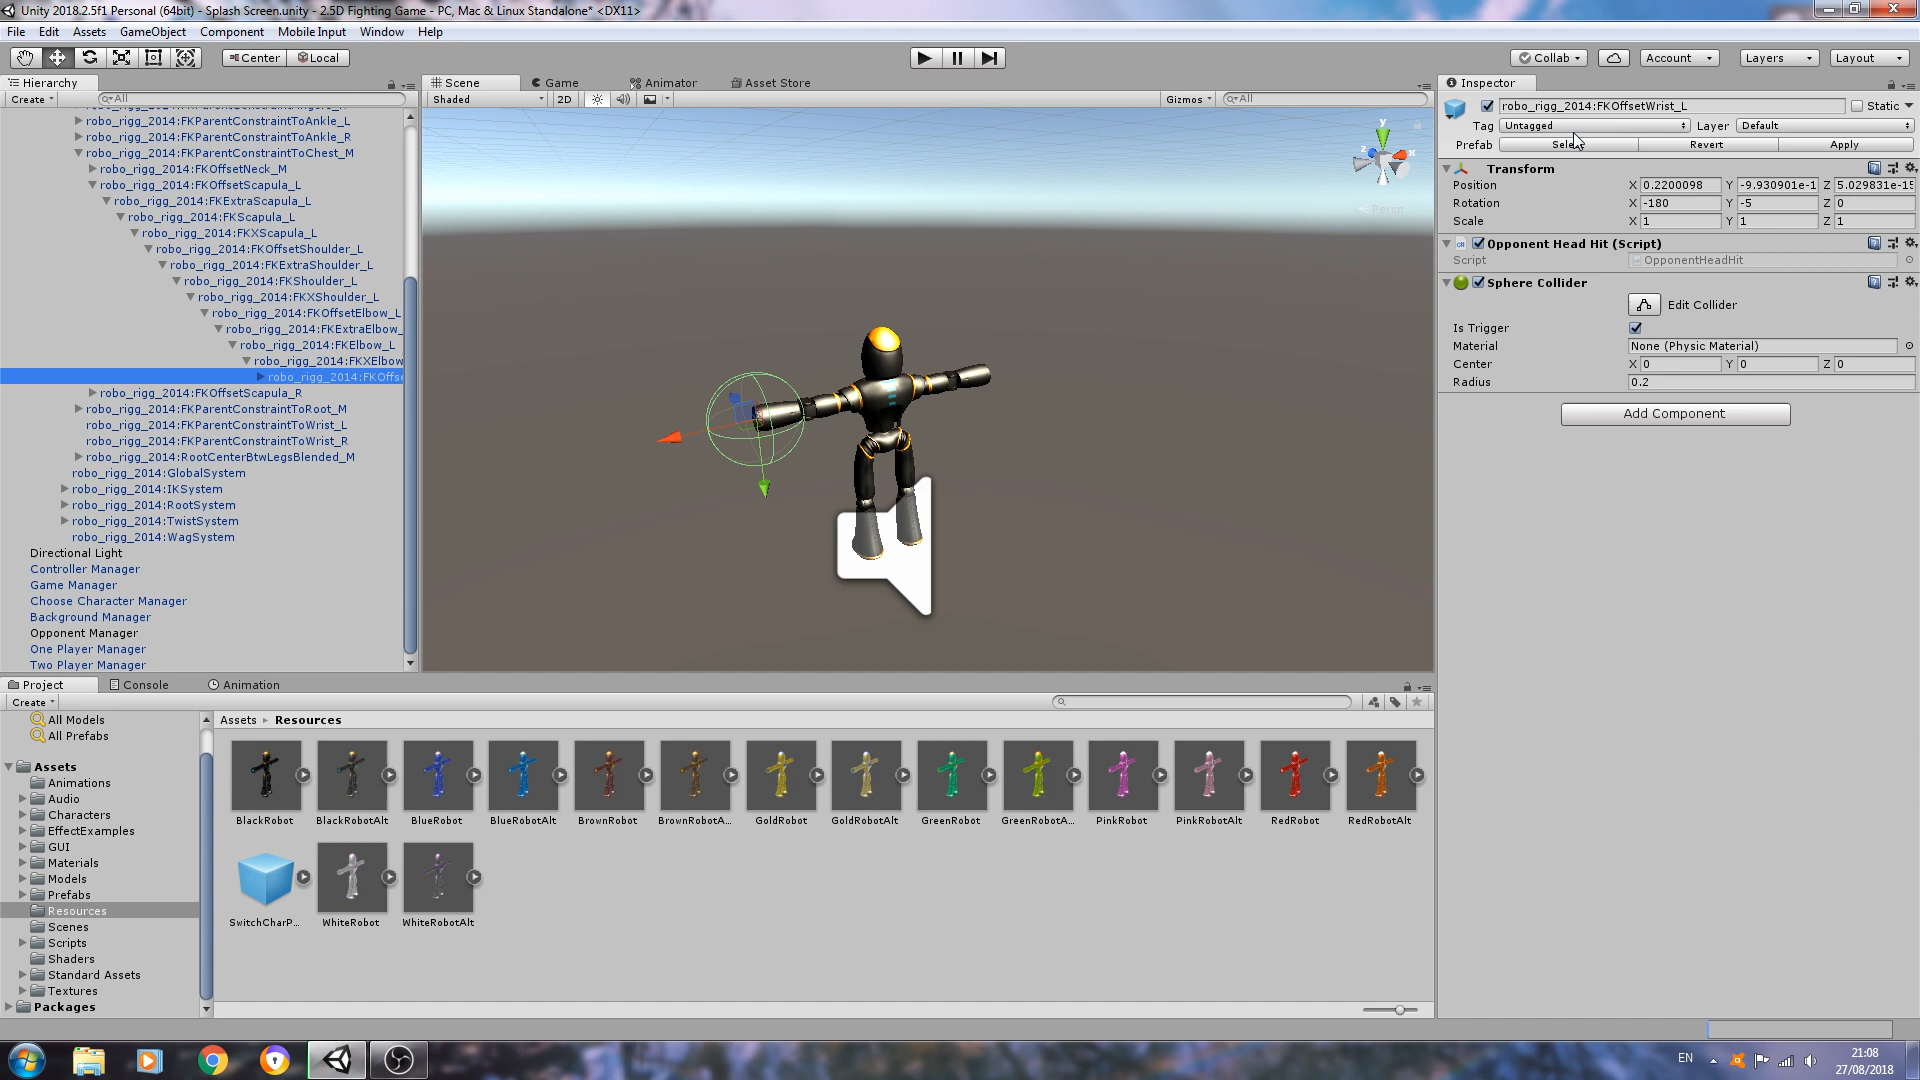 Unity 2018.2.5f1 Personal (64bit) - Splash Screen.unity - 2.5D Fighting Game - PC, Mac & Linux Standalone* <DX11>
File Edit Assets GameObject Component Mobile Input Window Help
Center Local
Collab Account Layers Layout
Hierarchy
Create All
robo_rigg_2014:FKParentConstraintToAnkle_L
robo_rigg_2014:FKParentConstraintToAnkle_R
robo_rigg_2014:FKParentConstraintToChest_M
robo_rigg_2014:FKOffsetNeck_M
robo_rigg_2014:FKOffsetScapula_L
robo_rigg_2014:FKExtraScapula_L
robo_rigg_2014:FKScapula_L
robo_rigg_2014:FKXScapula_L
robo_rigg_2014:FKOffsetShoulder_L
robo_rigg_2014:FKExtraShoulder_L
robo_rigg_2014:FKShoulder_L
robo_rigg_2014:FKXShoulder_L
robo_rigg_2014:FKOffsetElbow_L
robo_rigg_2014:FKExtraElbow_
robo_rigg_2014:FKElbow_L
robo_rigg_2014:FKXElbow
robo_rigg_2014:FKOffse
robo_rigg_2014:FKOffsetScapula_R
robo_rigg_2014:FKParentConstraintToRoot_M
robo_rigg_2014:FKParentConstraintToWrist_L
robo_rigg_2014:FKParentConstraintToWrist_R
robo_rigg_2014:RootCenterBtwLegsBlended_M
robo_rigg_2014:GlobalSystem
robo_rigg_2014:IKSystem
robo_rigg_2014:RootSystem
robo_rigg_2014:TwistSystem
robo_rigg_2014:WagSystem
Directional Light
Controller Manager
Game Manager
Choose Character Manager
Background Manager
Opponent Manager
One Player Manager
Two Player Manager
Scene Game Animator Asset Store
Shaded 2D Gizmos All
y
x
z
Persp
Inspector
robo_rigg_2014:FKOffsetWrist_L Static
Tag Untagged Layer Default
Prefab Select Revert Apply
Transform
Position X 0.2200098 Y -9.930901e-1 Z 5.029831e-15
Rotation X -180 Y -5 Z 0
Scale X 1 Y 1 Z 1
Opponent Head Hit (Script)
Script OpponentHeadHit
Sphere Collider
Edit Collider
Is Trigger
Material None (Physic Material)
Center X 0 Y 0 Z 0
Radius 0.2
Add Component
Project Console Animation
Create
All Models
All Prefabs
Assets
Animations
Audio
Characters
EffectExamples
GUI
Materials
Models
Prefabs
Resources
Scenes
Scripts
Shaders
Standard Assets
Textures
Packages
Assets Resources
BlackRobot BlackRobotAlt BlueRobot BlueRobotAlt BrownRobot BrownRobotA... GoldRobot GoldRobotAlt GreenRobot GreenRobotA... PinkRobot PinkRobotAlt RedRobot RedRobotAlt
SwitchCharP... WhiteRobot WhiteRobotAlt
EN
21:08
27/08/2018